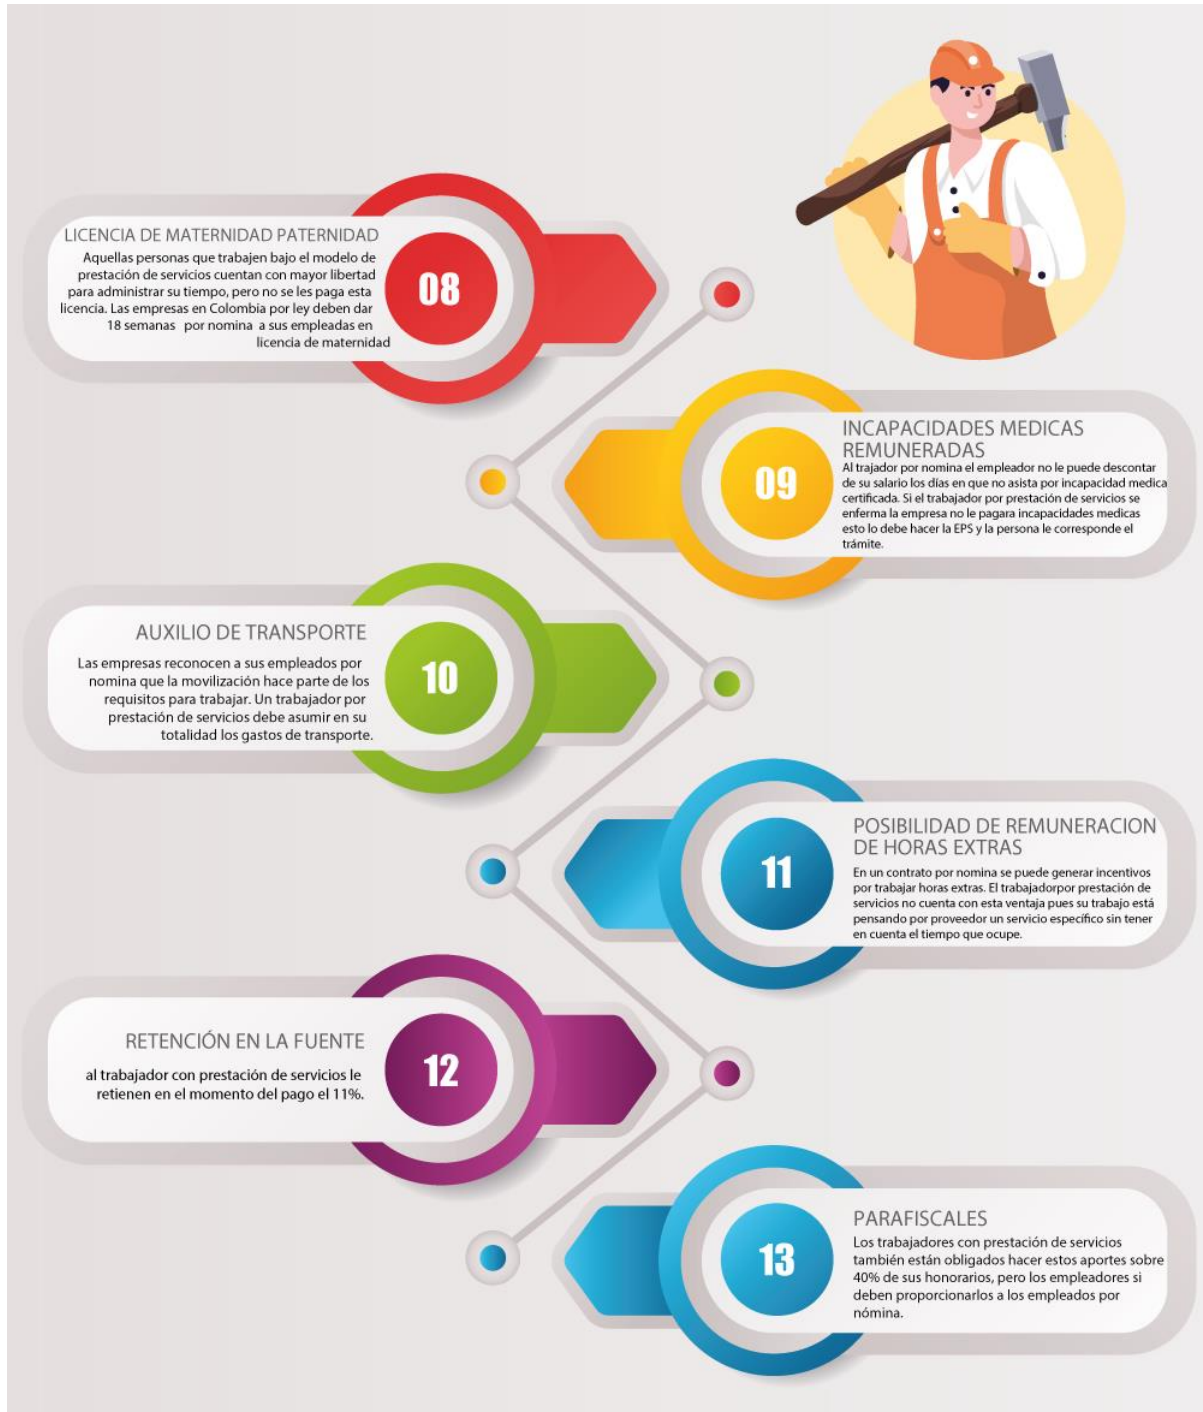 LICENCIA DE MATERNIDAD PATERNIDAD
Aquellas personas que trabajen bajo el modelo de
prestación de servicios cuentan con mayor libertad
para administrar su tiempo, pero no se les paga esta
licencia. Las empresas en Colombia por ley deben dar
18 semanas por nomina a sus empleadas en
licencia de maternidad
08
INCAPACIDADES MEDICAS
REMUNERADAS
Al trajador por nomina el empleador no le puede descontar
de su salario los días en que no asista por incapacidad medica
certificada. Si el trabajador por prestación de servicios se
enferma la empresa no le pagara incapacidades medicas
esto lo debe hacer la EPS y la persona le corresponde el
trámite.
09
AUXILIO DE TRANSPORTE
Las empresas reconocen a sus empleados por
nomina que la movilización hace parte de los
requisitos para trabajar. Un trabajador por
prestación de servicios debe asumir en su
totalidad los gastos de transporte.
10
POSIBILIDAD DE REMUNERACION
DE HORAS EXTRAS
En un contrato por nomina se puede generar incentivos
por trabajar horas extras. El trabajadorpor prestación de
servicios no cuenta con esta ventaja pues su trabajo está
pensando por proveedor un servicio específico sin tener
en cuenta el tiempo que ocupe.
11
RETENCIÓN EN LA FUENTE
al trabajador con prestación de servicios le
retienen en el momento del pago el 11%.
12
PARAFISCALES
Los trabajadores con prestación de servicios
también están obligados hacer estos aportes sobre
40% de sus honorarios, pero los empleadores si
deben proporcionarlos a los empleados por
nómina.
13